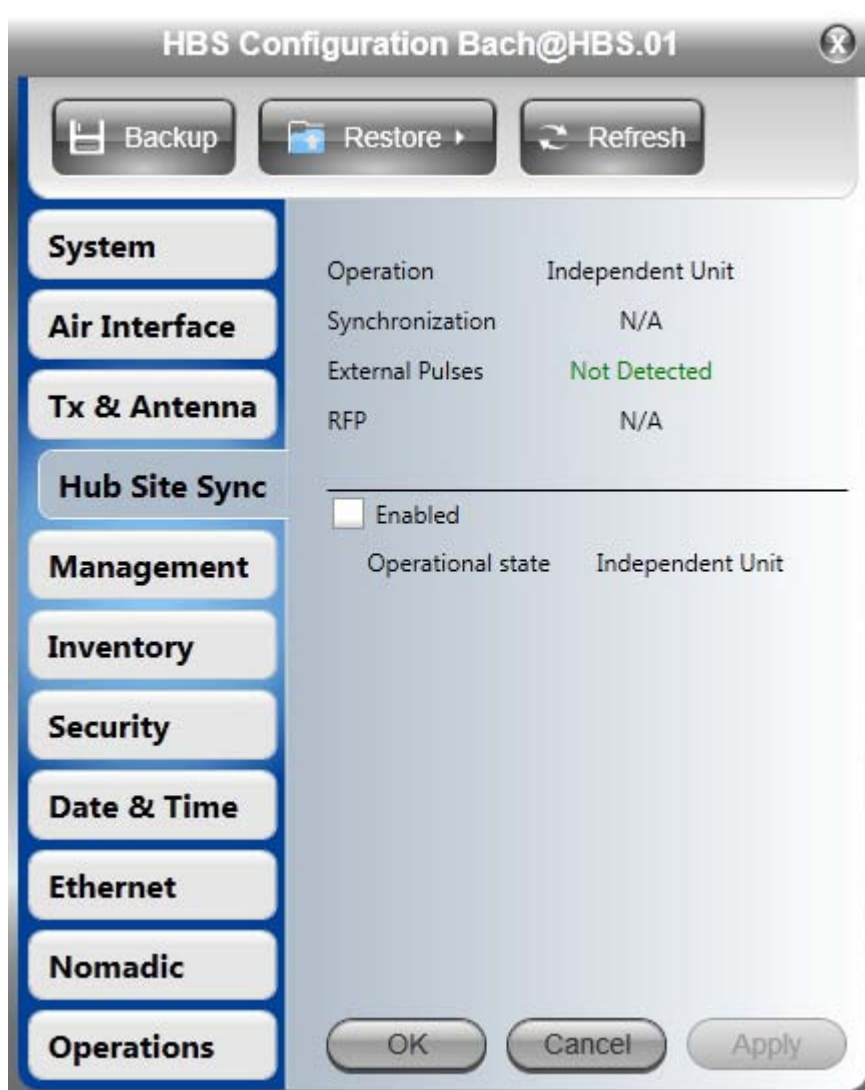 HBS Configuration Bach@HBS.01
X
Backup
Restore
Refresh
System
Air Interface
Tx & Antenna
Hub Site Sync
Management
Inventory
Security
Date & Time
Ethernet
Nomadic
Operations
Operation Independent Unit
Synchronization N/A
External Pulses Not Detected
RFP N/A
Enabled
Operational state Independent Unit
OK
Cancel
Apply